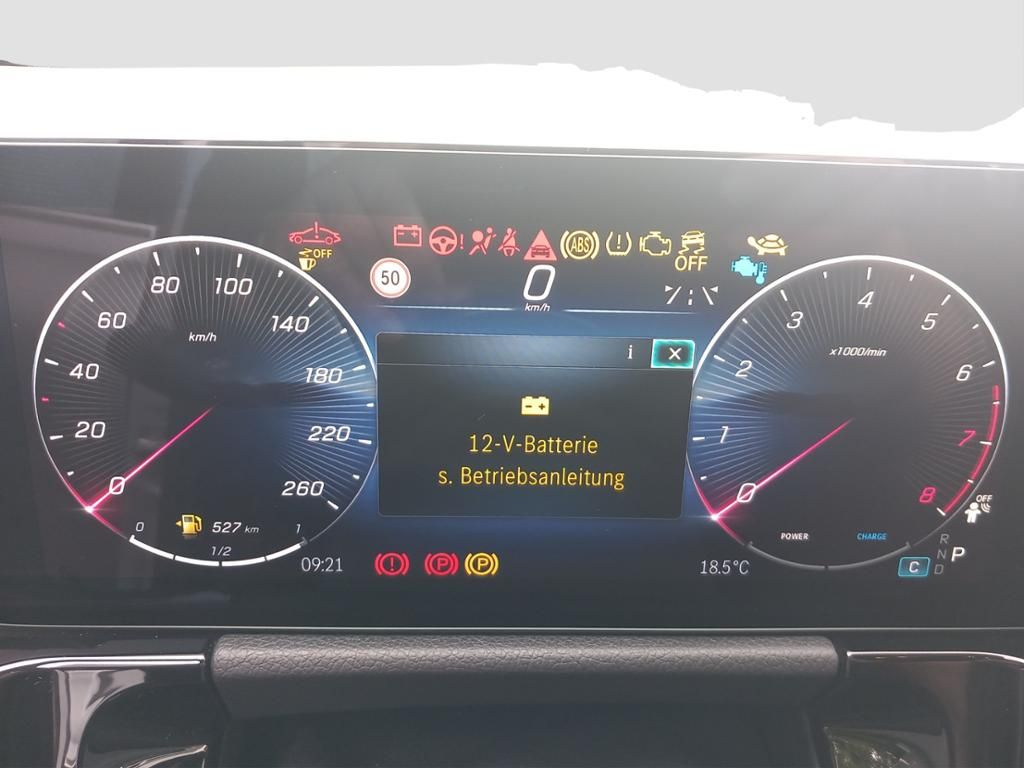 OFF
ABS
OFF
50
0
km/h
80
100
60
140
km/h
40
180
20
220
0
260
0
527 km
1
1/2
i
12-V-Batterie
s. Betriebsanleitung
4
3
5
x1000/min
2
6
1
7
0
8
OFF
POWER
CHARGE
R
N
D
P
C
09:21
P
P
18.5°C